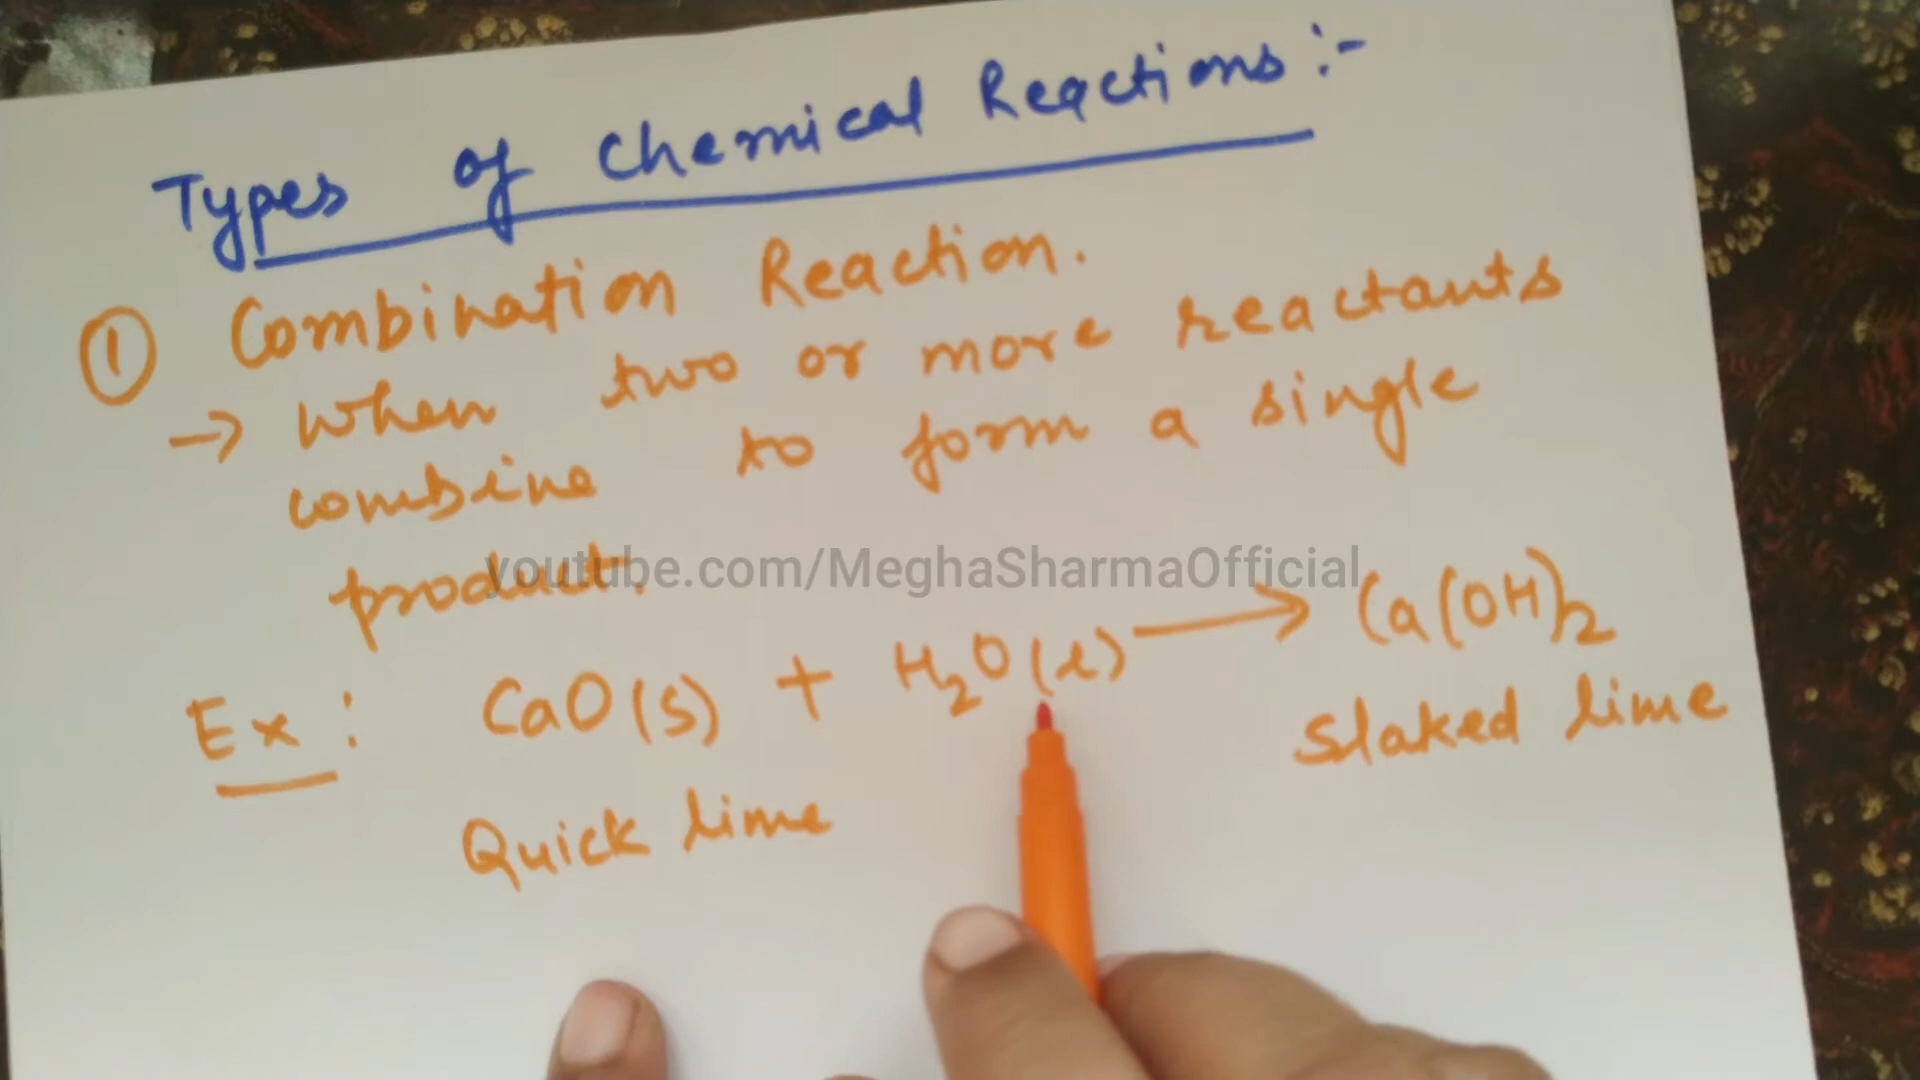 Types of Chemical Reactions:-
① Combination Reaction.
→ When two or more reactants
combine to form a single
product.
youtube.com/MeghaSharmaOfficial
Ex: CaO(s) + H₂O(l) → Ca(OH)₂
Quick lime Slaked lime